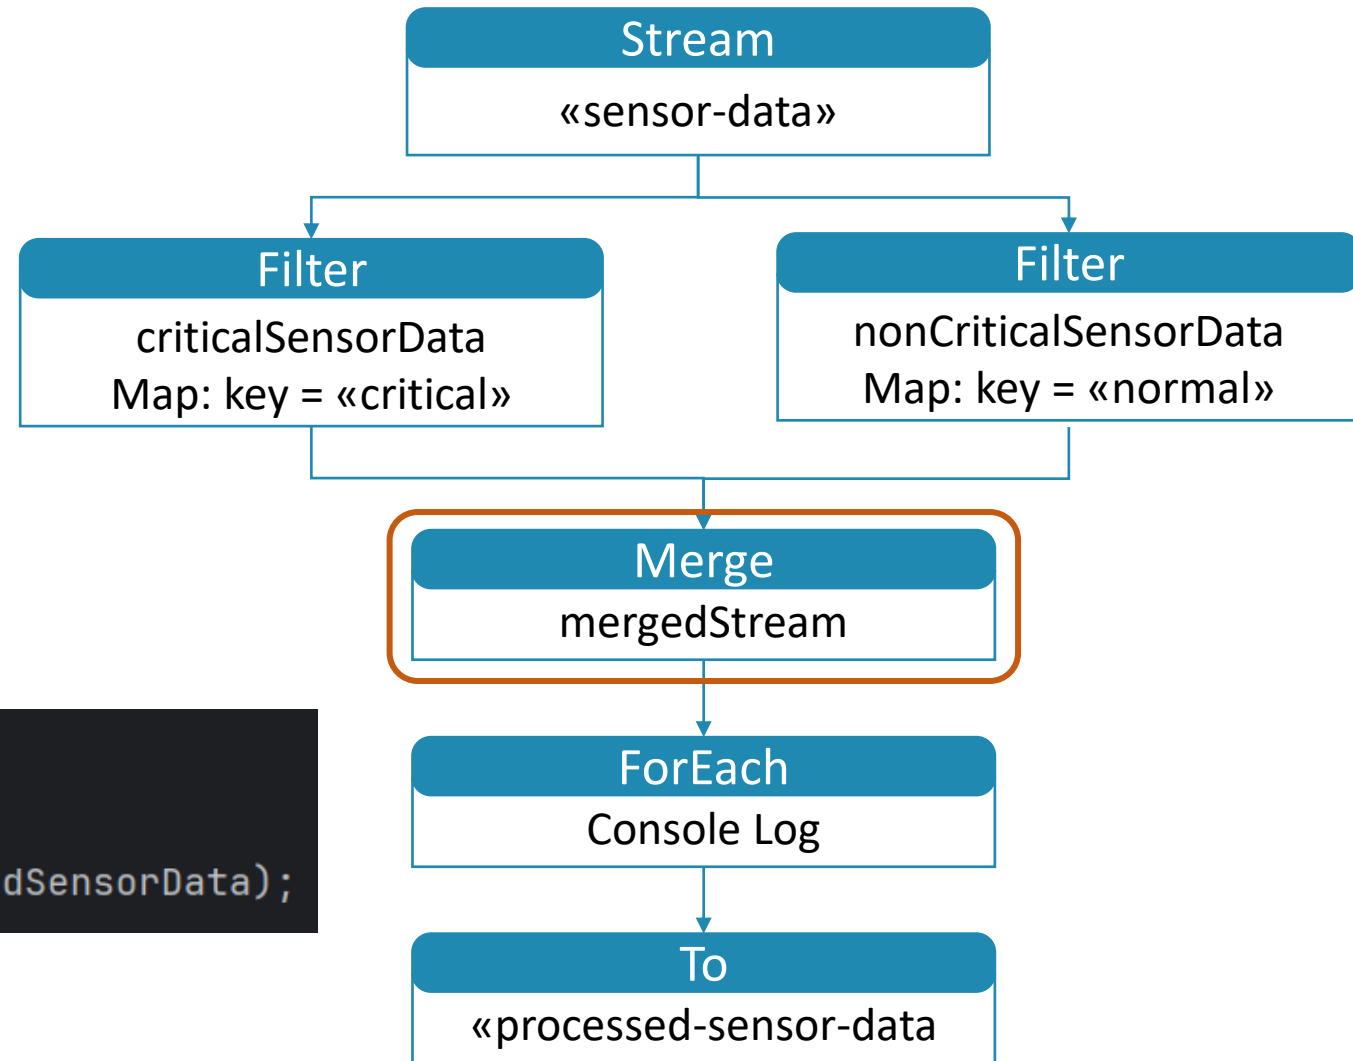 Stream
«sensor-data»
Filter
criticalSensorData
Map: key = «critical»
Filter
nonCriticalSensorData
Map: key = «normal»
Merge
mergedStream
ForEach
Console Log
dSensorData);
To
«processed-sensor-data